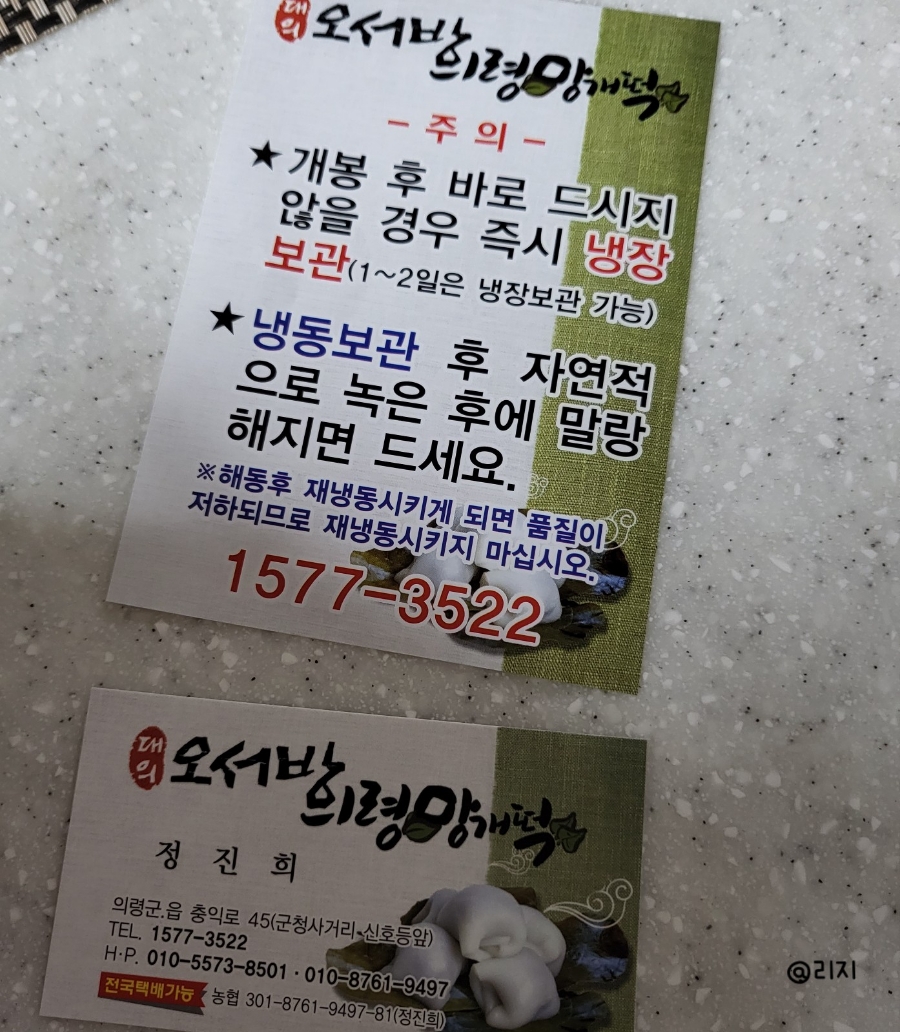 대의 오서방
의령망개떡
- 주 의 -
★개봉 후 바로 드시지
않을 경우 즉시 냉장
보관(1~2일은 냉장보관 가능)
★냉동보관 후 자연적
으로 녹은 후에 말랑
해지면 드세요.
※해동후 재냉동시키게 되면 품질이
저하되므로 재냉동시키지 마십시오.
1577-3522
대의 오서방
의령망개떡
정 진 희
의령군.읍 충익로 45(군청사거리 신호등앞)
TEL. 1577-3522
H·P. 010-5573-8501 · 010-8761-9497
전국택배가능 농협 301-8761-9497-81(정진희)
@리지